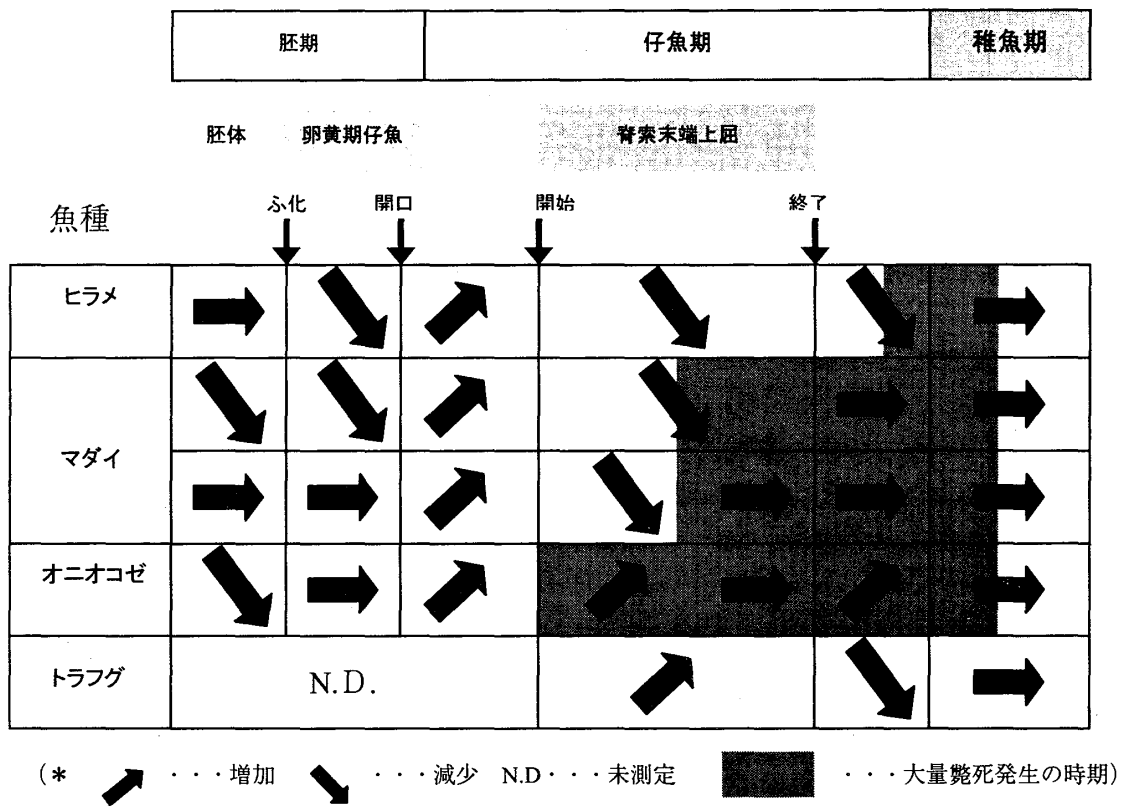 胚期 仔魚期 稚魚期
胚体 卵黄期仔魚 脊索末端上屈
ふ化 開口 開始 終了
魚種
ヒラメ
マダイ
オニオコゼ
トラフグ N.D.
(* ・・・増加 ・・・減少 N.D・・・未測定 ・・・大量斃死発生の時期)